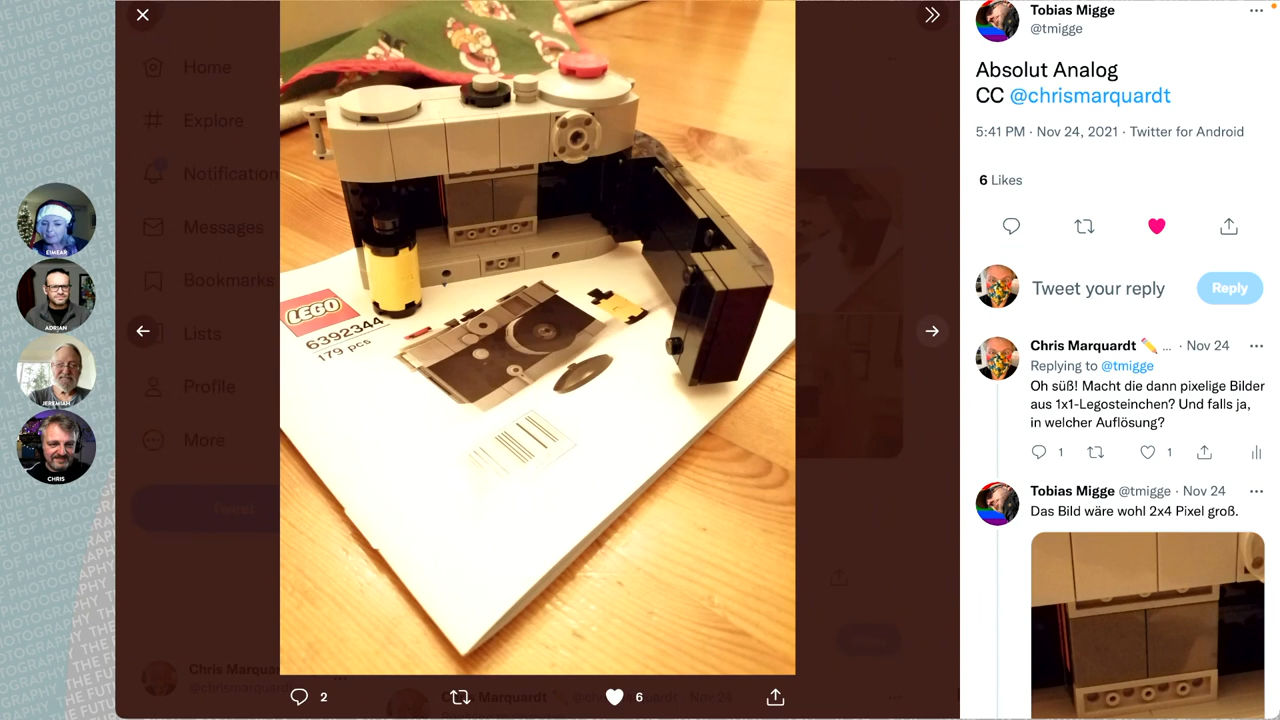 Home
Explore
Notification
Messages
Bookmarks
Lists
Profile
More
Tweet
EIMEAR
ADRIAN
JEREMIAH
CHRIS
LEGO
6392344
179 pcs
2
6
Tobias Migge
@tmigge
Absolut Analog
CC @chrismarquardt
5:41 PM · Nov 24, 2021 · Twitter for Android
6 Likes
Tweet your reply
Reply
Chris Marquardt ✏️ ... · Nov 24
Replying to @tmigge
Oh süß! Macht die dann pixelige Bilder
aus 1x1-Legosteinchen? Und falls ja,
in welcher Auflösung?
1
1
Tobias Migge @tmigge · Nov 24
Das Bild wäre wohl 2x4 Pixel groß.